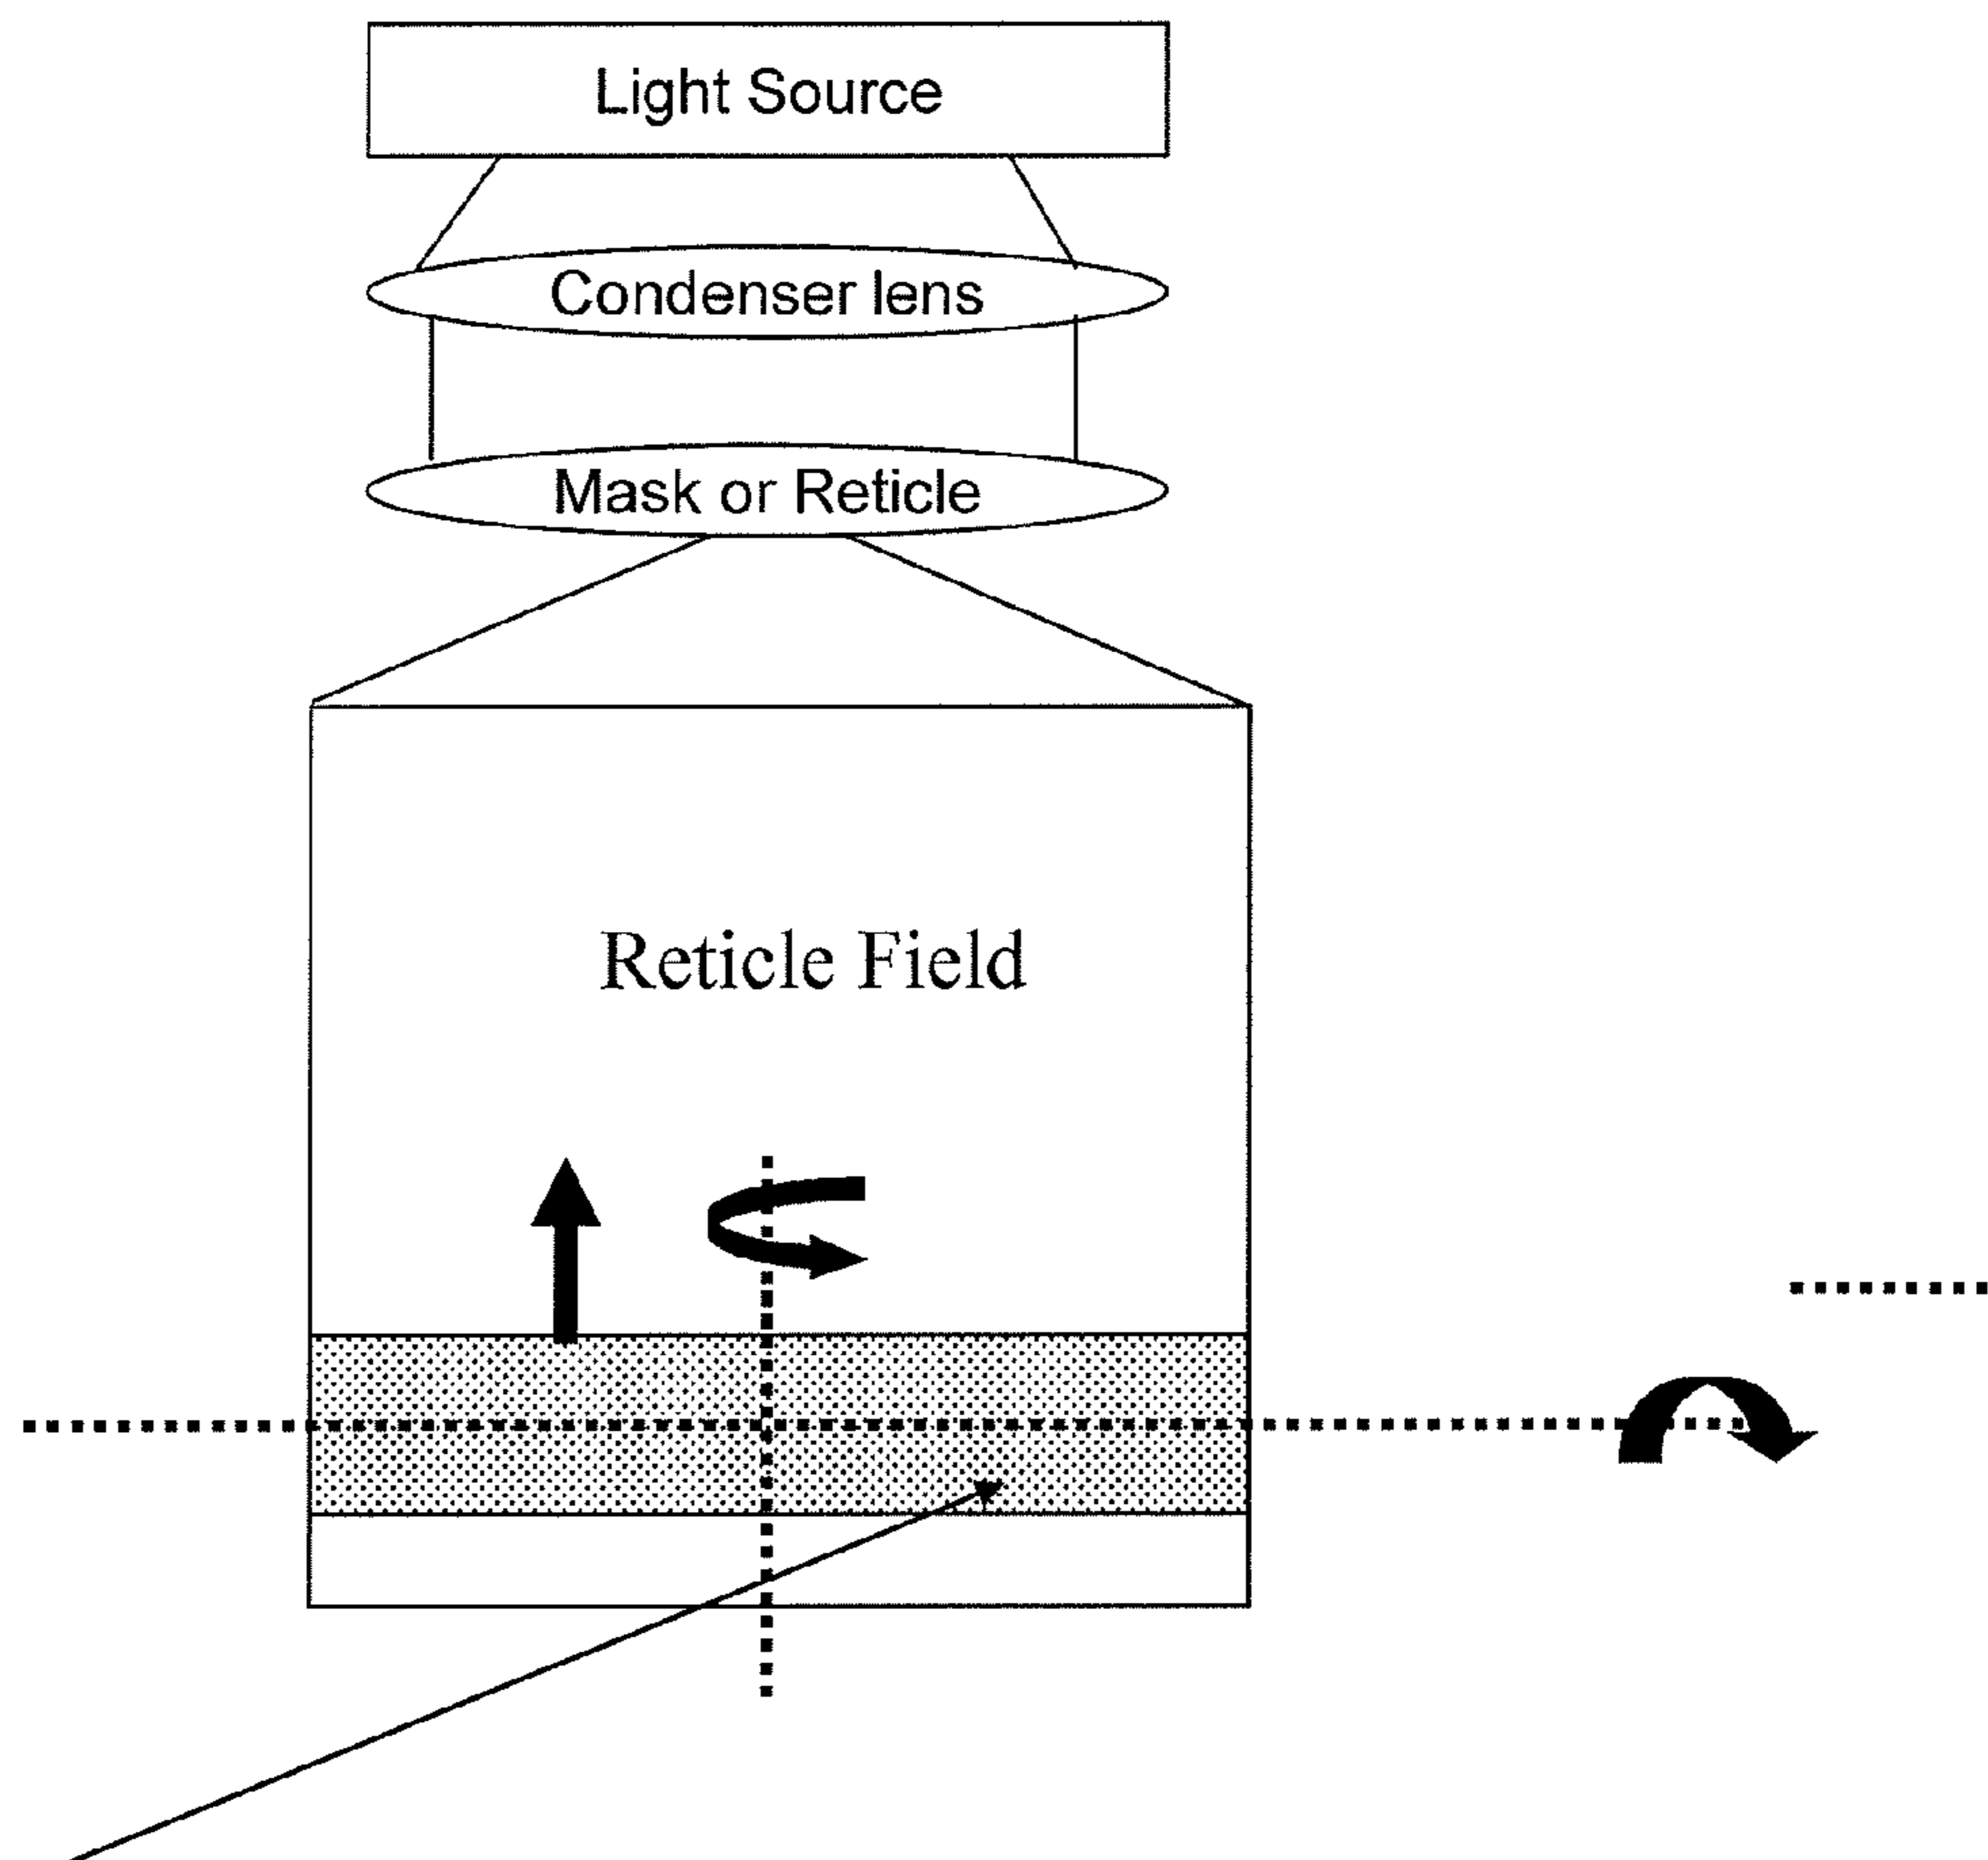 Light Source
Condenser lens
Mask or Reticle
Reticle Field